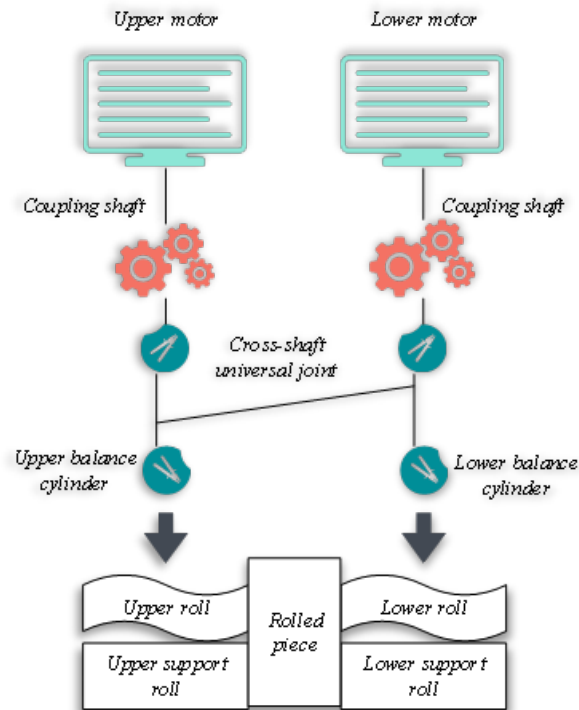 Upper motor
Lower motor
Coupling shaft
Coupling shaft
Cross-shaft
universal joint
Upper balance
cylinder
Lower balance
cylinder
Upper roll
Rolled
piece
Lower roll
Upper support
roll
Lower support
roll